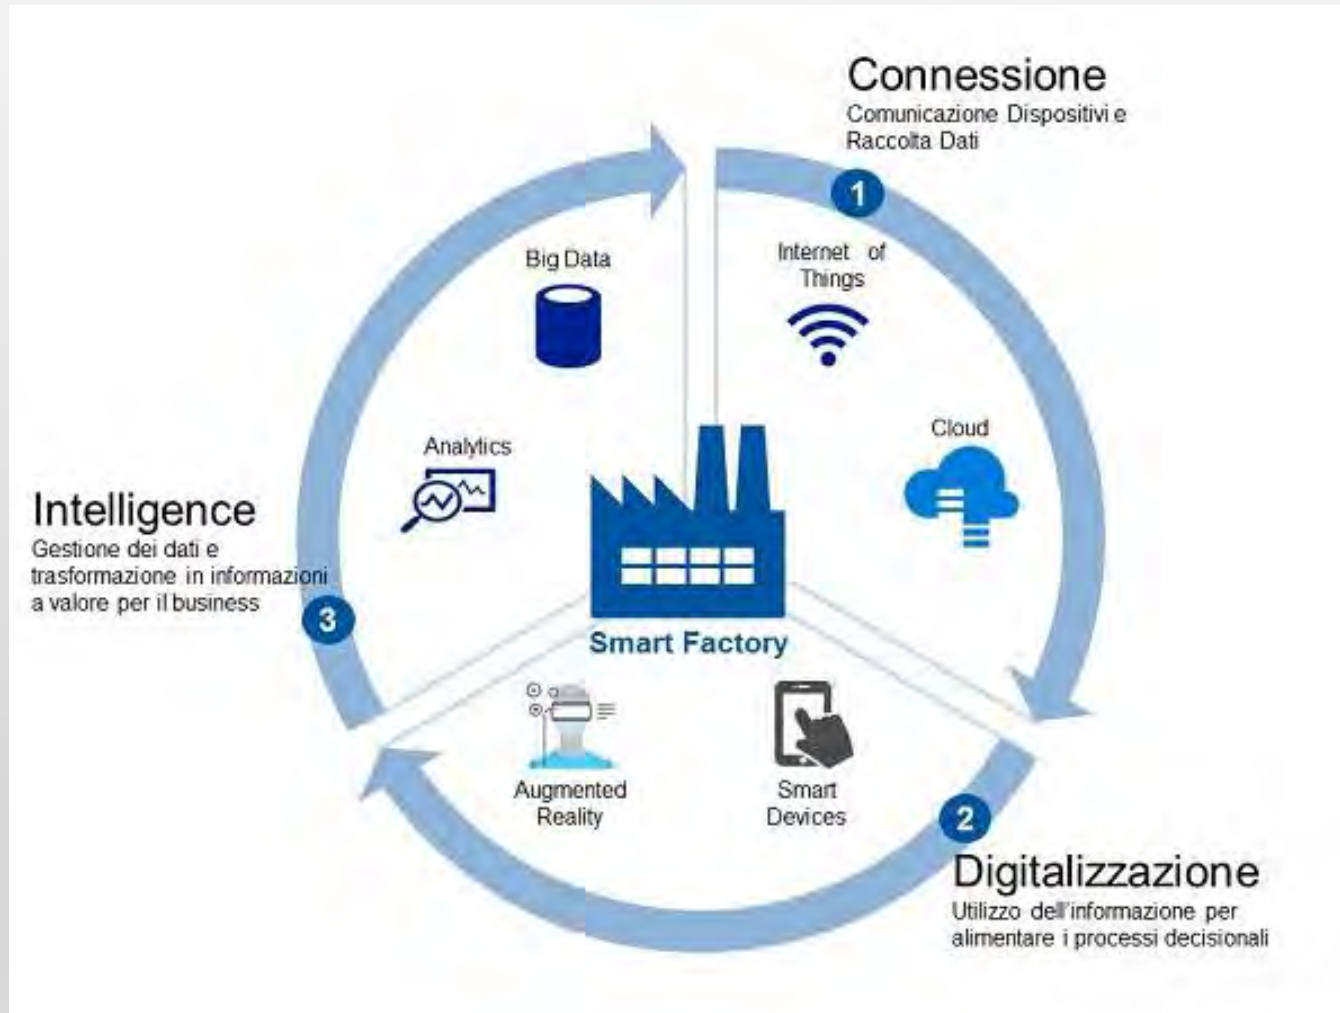 Connessione
Comunicazione Dispositivi e
Raccolta Dati
1
Internet of
Things
Cloud
Big Data
Analytics
Intelligence
Gestione dei dati e
trasformazione in informazioni
a valore per il business
3
Smart Factory
Augmented
Reality
Smart
Devices
2
Digitalizzazione
Utilizzo dell'informazione per
alimentare i processi decisionali